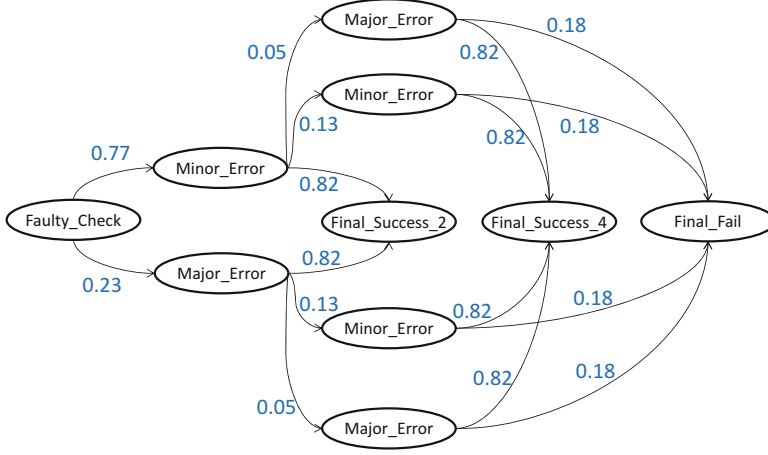 Major_Error
0.18
0.05
0.82
Minor_Error
0.13
0.18
0.82
0.77
Minor_Error
0.82
Faulty_Check
Final_Success_2
Final_Success_4
Final_Fail
0.82
Major_Error
0.23
0.13
0.82
0.18
Minor_Error
0.82
0.18
0.05
Major_Error